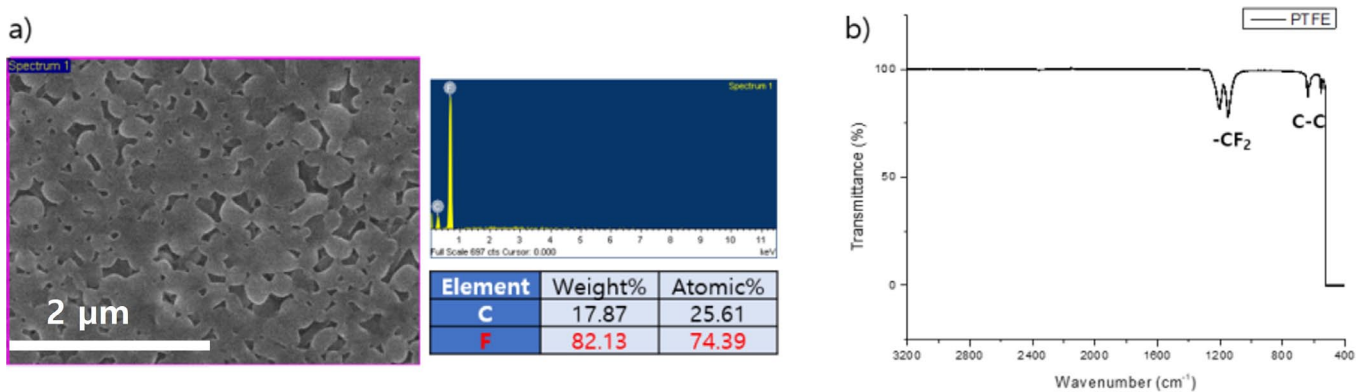 a)
Spectrum 1
2 μm
Spectrum 1
F
C
1 2 3 4 5 6 7 8 9 10 11
Full Scale 697 cts Cursor: 0.000 keV
Element Weight% Atomic%
C 17.87 25.61
F 82.13 74.39
b)
PTFE
100
50
0
-CF₂
C-C
Transmittance (%)
3200 2800 2400 2000 1600 1200 800 400
Wavenumber (cm⁻¹)